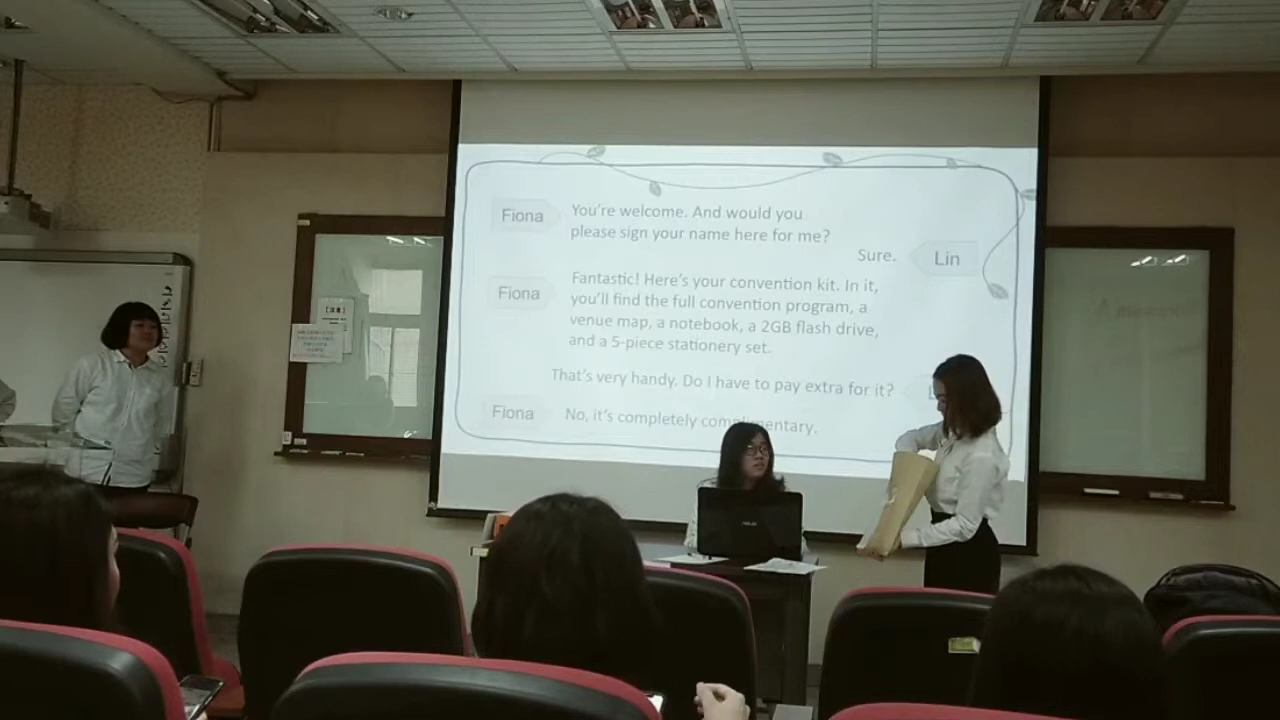 Fiona
You're welcome. And would you
please sign your name here for me?
Sure.
Lin
Fiona
Fantastic! Here's your convention kit. In it,
you'll find the full convention program, a
venue map, a notebook, a 2GB flash drive,
and a 5-piece stationery set.
That's very handy. Do I have to pay extra for it?
Fiona
No, it's completely complimentary.
ASUS